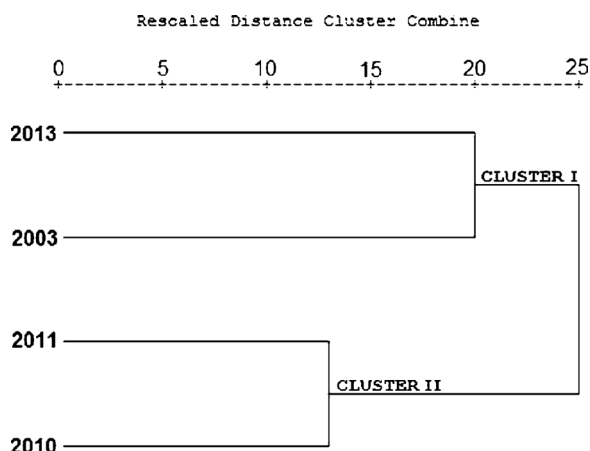 Rescaled Distance Cluster Combine
0 5 10 15 20 25
2013
CLUSTER I
2003
2011
CLUSTER II
2010